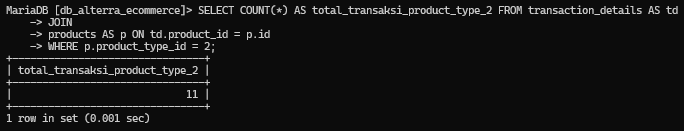 MariaDB [db_alterra_ecommerce]> SELECT COUNT(*) AS total_transaksi_product_type_2 FROM transaction_details AS td
    -> JOIN
    -> products AS p ON td.product_id = p.id
    -> WHERE p.product_type_id = 2;
+--------------------------------+
| total_transaksi_product_type_2 |
+--------------------------------+
|                             11 |
+--------------------------------+
1 row in set (0.001 sec)